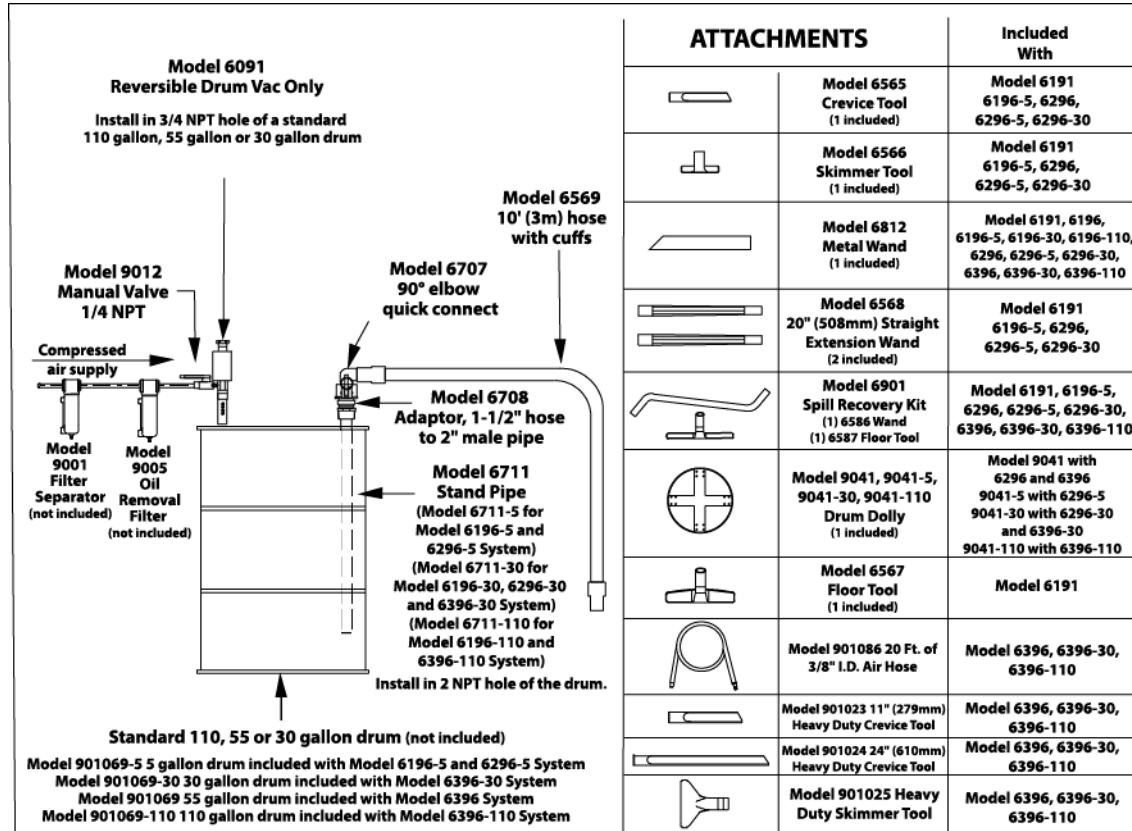 Model 6091
Reversible Drum Vac Only
Install in 3/4 NPT hole of a standard
110 gallon, 55 gallon or 30 gallon drum
Model 6569
10' (3m) hose
with cuffs
Model 9012
Manual Valve
1/4 NPT
Model 6707
90° elbow
quick connect
Compressed
air supply
Model 6708
Adaptor, 1-1/2" hose
to 2" male pipe
Model
9001
Filter
Separator
(not included)
Model
9005
Oil
Removal
Filter
(not included)
Model 6711
Stand Pipe
(Model 6711-5 for
Model 6196-5 and
6296-5 System)
(Model 6711-30 for
Model 6196-30, 6296-30
and 6396-30 System)
(Model 6711-110 for
Model 6196-110 and
6396-110 System)
Install in 2 NPT hole of the drum.
Standard 110, 55 or 30 gallon drum (not included)
Model 901069-5 5 gallon drum included with Model 6196-5 and 6296-5 System
Model 901069-30 30 gallon drum included with Model 6396-30 System
Model 901069 55 gallon drum included with Model 6396 System
Model 901069-110 110 gallon drum included with Model 6396-110 System
ATTACHMENTS
Included
With
Model 6565
Crevice Tool
(1 included)
Model 6191
6196-5, 6296,
6296-5, 6296-30
Model 6566
Skimmer Tool
(1 included)
Model 6191
6196-5, 6296,
6296-5, 6296-30
Model 6812
Metal Wand
(1 included)
Model 6191, 6196,
6196-5, 6196-30, 6196-110,
6296, 6296-5, 6296-30,
6396, 6396-30, 6396-110
Model 6568
20" (508mm) Straight
Extension Wand
(2 included)
Model 6191
6196-5, 6296,
6296-5, 6296-30
Model 6901
Spill Recovery Kit
(1) 6586 Wand
(1) 6587 Floor Tool
Model 6191, 6196-5,
6296, 6296-5, 6296-30,
6396, 6396-30, 6396-110
Model 9041, 9041-5,
9041-30, 9041-110
Drum Dolly
(1 included)
Model 9041 with
6296 and 6396
9041-5 with 6296-5
9041-30 with 6296-30
and 6396-30
9041-110 with 6396-110
Model 6567
Floor Tool
(1 included)
Model 6191
Model 901086 20 Ft. of
3/8" I.D. Air Hose
Model 6396, 6396-30,
6396-110
Model 901023 11" (279mm)
Heavy Duty Crevice Tool
Model 6396, 6396-30,
6396-110
Model 901024 24" (610mm)
Heavy Duty Crevice Tool
Model 6396, 6396-30,
6396-110
Model 901025 Heavy
Duty Skimmer Tool
Model 6396, 6396-30,
6396-110